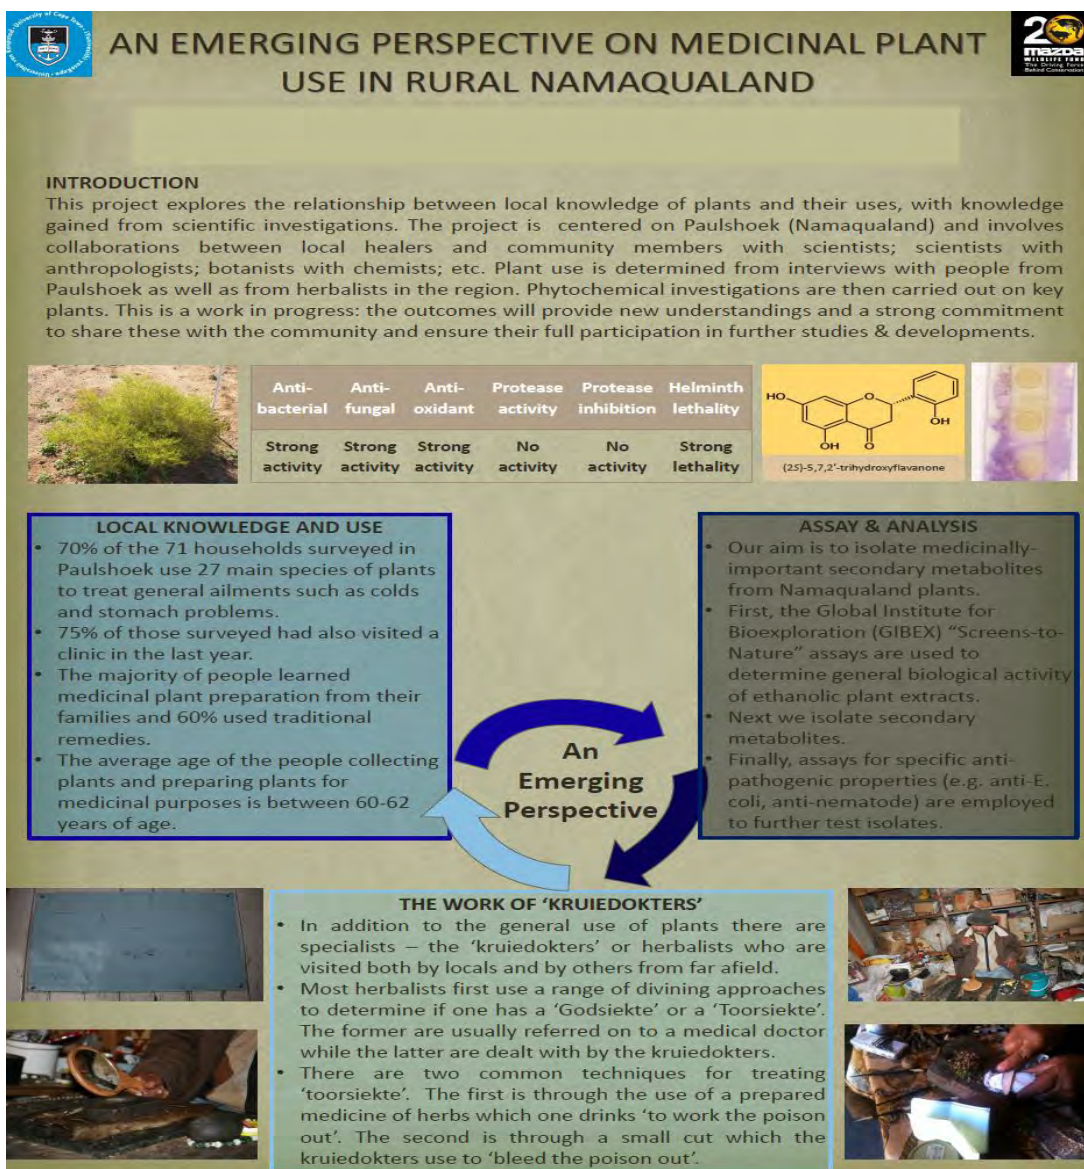 University of Cape Town
AN EMERGING PERSPECTIVE ON MEDICINAL PLANT
USE IN RURAL NAMAQUALAND
20
mazda
WILDLIFE FUND
The Driving Force
Behind Conservation
INTRODUCTION
This project explores the relationship between local knowledge of plants and their uses, with knowledge
gained from scientific investigations. The project is centered on Paulshoek (Namaqualand) and involves
collaborations between local healers and community members with scientists; scientists with
anthropologists; botanists with chemists; etc. Plant use is determined from interviews with people from
Paulshoek as well as from herbalists in the region. Phytochemical investigations are then carried out on key
plants. This is a work in progress: the outcomes will provide new understandings and a strong commitment
to share these with the community and ensure their full participation in further studies & developments.
Anti- Anti- Anti- Protease Protease Helminth
bacterial fungal oxidant activity inhibition lethality
Strong Strong Strong No No Strong
activity activity activity activity activity lethality
HO
O
OH
OH
O
(2S)-5,7,2'-trihydroxyflavanone
LOCAL KNOWLEDGE AND USE
• 70% of the 71 households surveyed in
Paulshoek use 27 main species of plants
to treat general ailments such as colds
and stomach problems.
• 75% of those surveyed had also visited a
clinic in the last year.
• The majority of people learned
medicinal plant preparation from their
families and 60% used traditional
remedies.
• The average age of the people collecting
plants and preparing plants for
medicinal purposes is between 60-62
years of age.
ASSAY & ANALYSIS
• Our aim is to isolate medicinally-
important secondary metabolites
from Namaqualand plants.
• First, the Global Institute for
Bioexploration (GIBEX) “Screens-to-
Nature” assays are used to
determine general biological activity
of ethanolic plant extracts.
• Next we isolate secondary
metabolites.
• Finally, assays for specific anti-
pathogenic properties (e.g. anti-E.
coli, anti-nematode) are employed
to further test isolates.
An
Emerging
Perspective
THE WORK OF ‘KRUIEDOKTERS’
• In addition to the general use of plants there are
specialists – the ‘kruiedokters’ or herbalists who are
visited both by locals and by others from far afield.
• Most herbalists first use a range of divining approaches
to determine if one has a ‘Godsiekte’ or a ‘Toorsiekte’.
The former are usually referred on to a medical doctor
while the latter are dealt with by the kruiedokters.
• There are two common techniques for treating
‘toorsiekte’. The first is through the use of a prepared
medicine of herbs which one drinks ‘to work the poison
out’. The second is through a small cut which the
kruiedokters use to ‘bleed the poison out’.